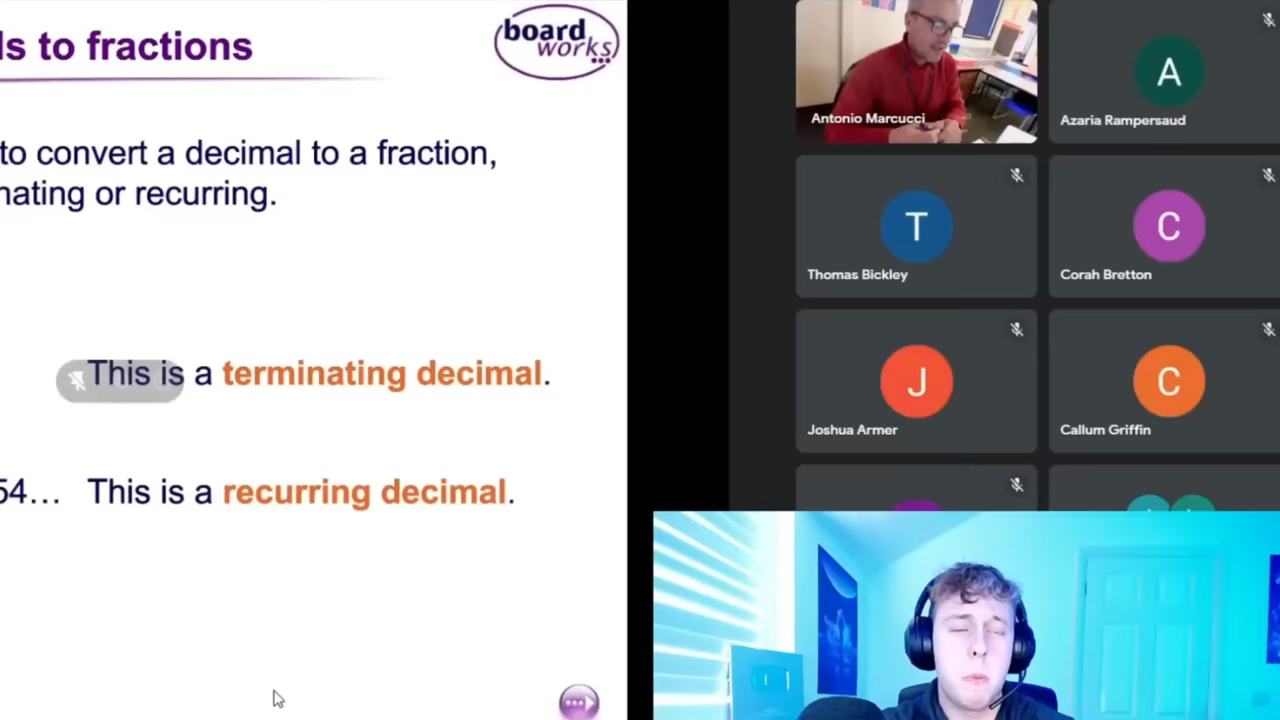 ls to fractions
board
works
to convert a decimal to a fraction,
nating or recurring.
This is a terminating decimal.
54… This is a recurring decimal.
Antonio Marcucci
A
Azaria Rampersaud
T
Thomas Bickley
C
Corah Bretton
J
Joshua Armer
C
Callum Griffin